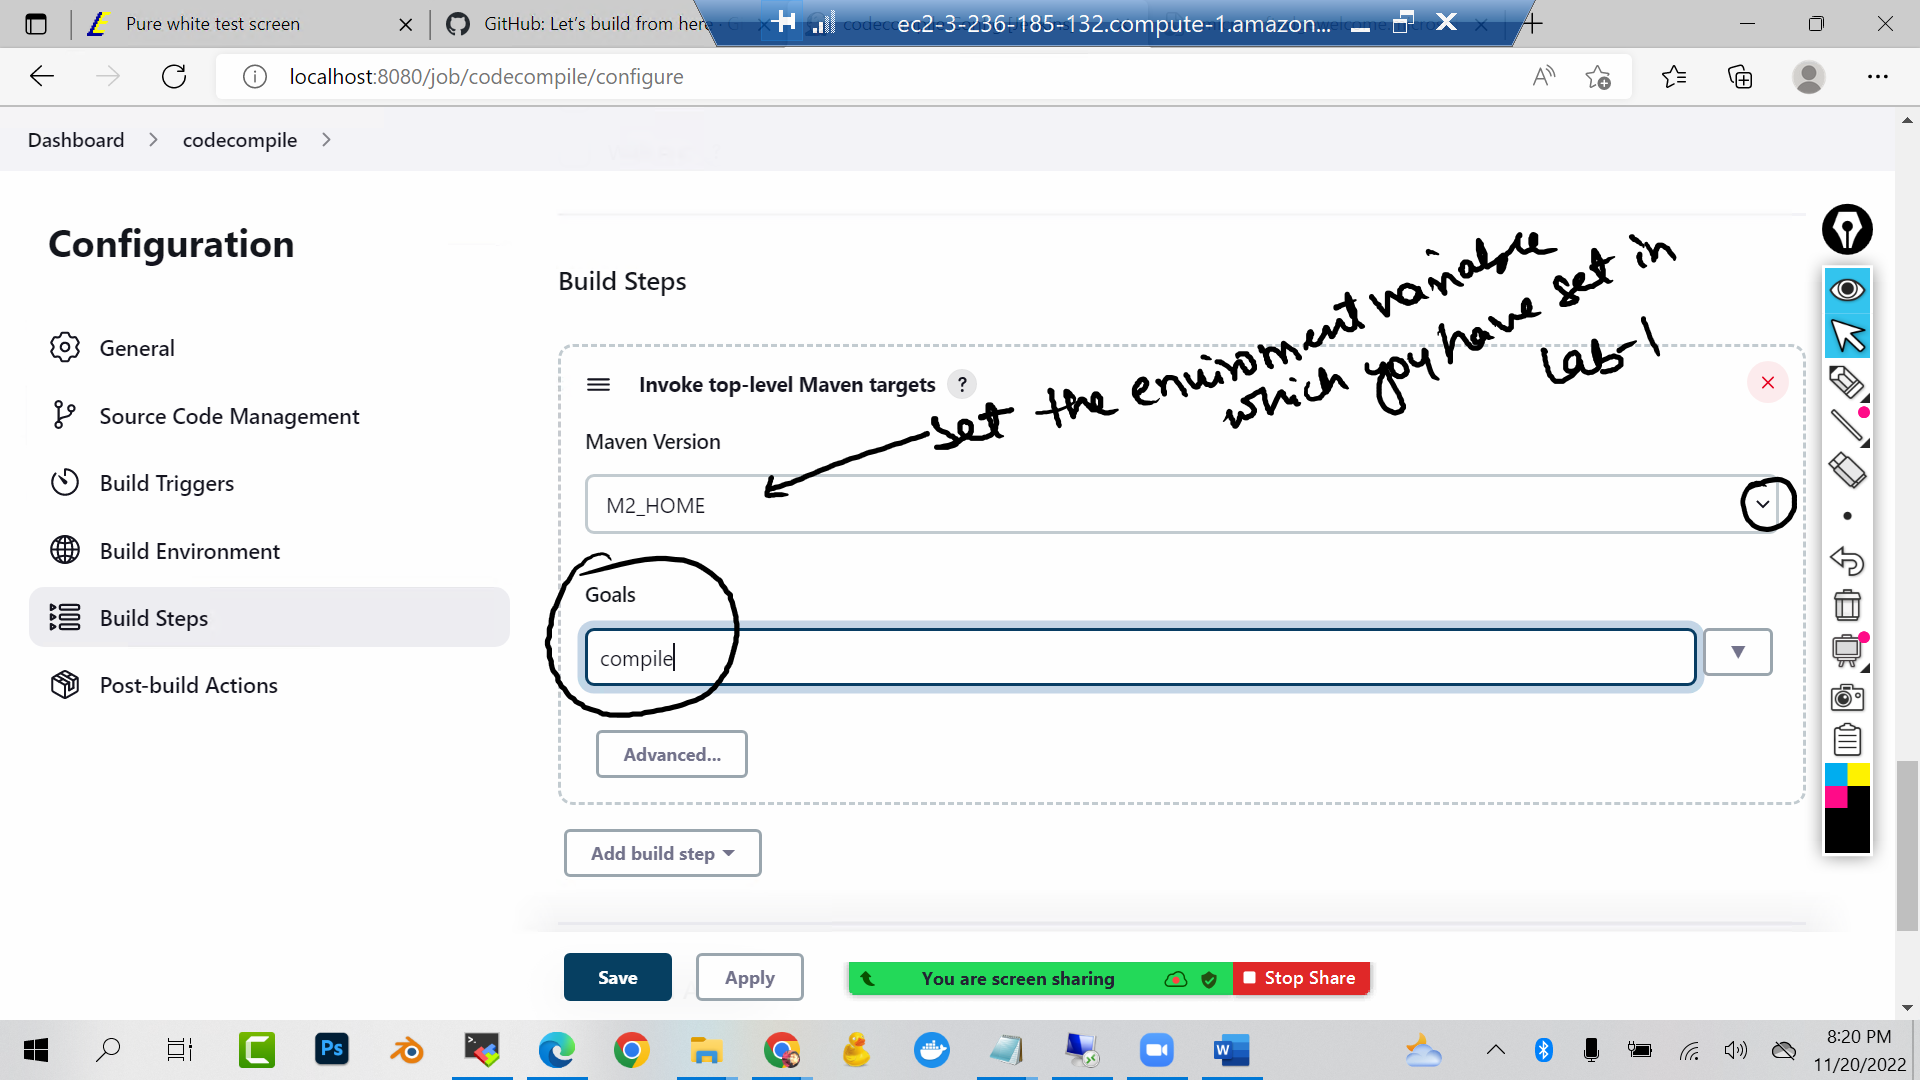 Pure white test screen
GitHub: Let's build from here · G
ec2-3-236-185-132.compute-1.amazon...
localhost:8080/job/codecompile/configure
Dashboard
codecompile
Configuration
General
Source Code Management
Build Triggers
Build Environment
Build Steps
Post-build Actions
Build Steps
set the enviroment variable
which you have set in
Lab-1
Invoke top-level Maven targets ?
Maven Version
M2_HOME
Goals
compile
Advanced...
Add build step
Save
Apply
You are screen sharing
Stop Share
Ps
W
8:20 PM
11/20/2022